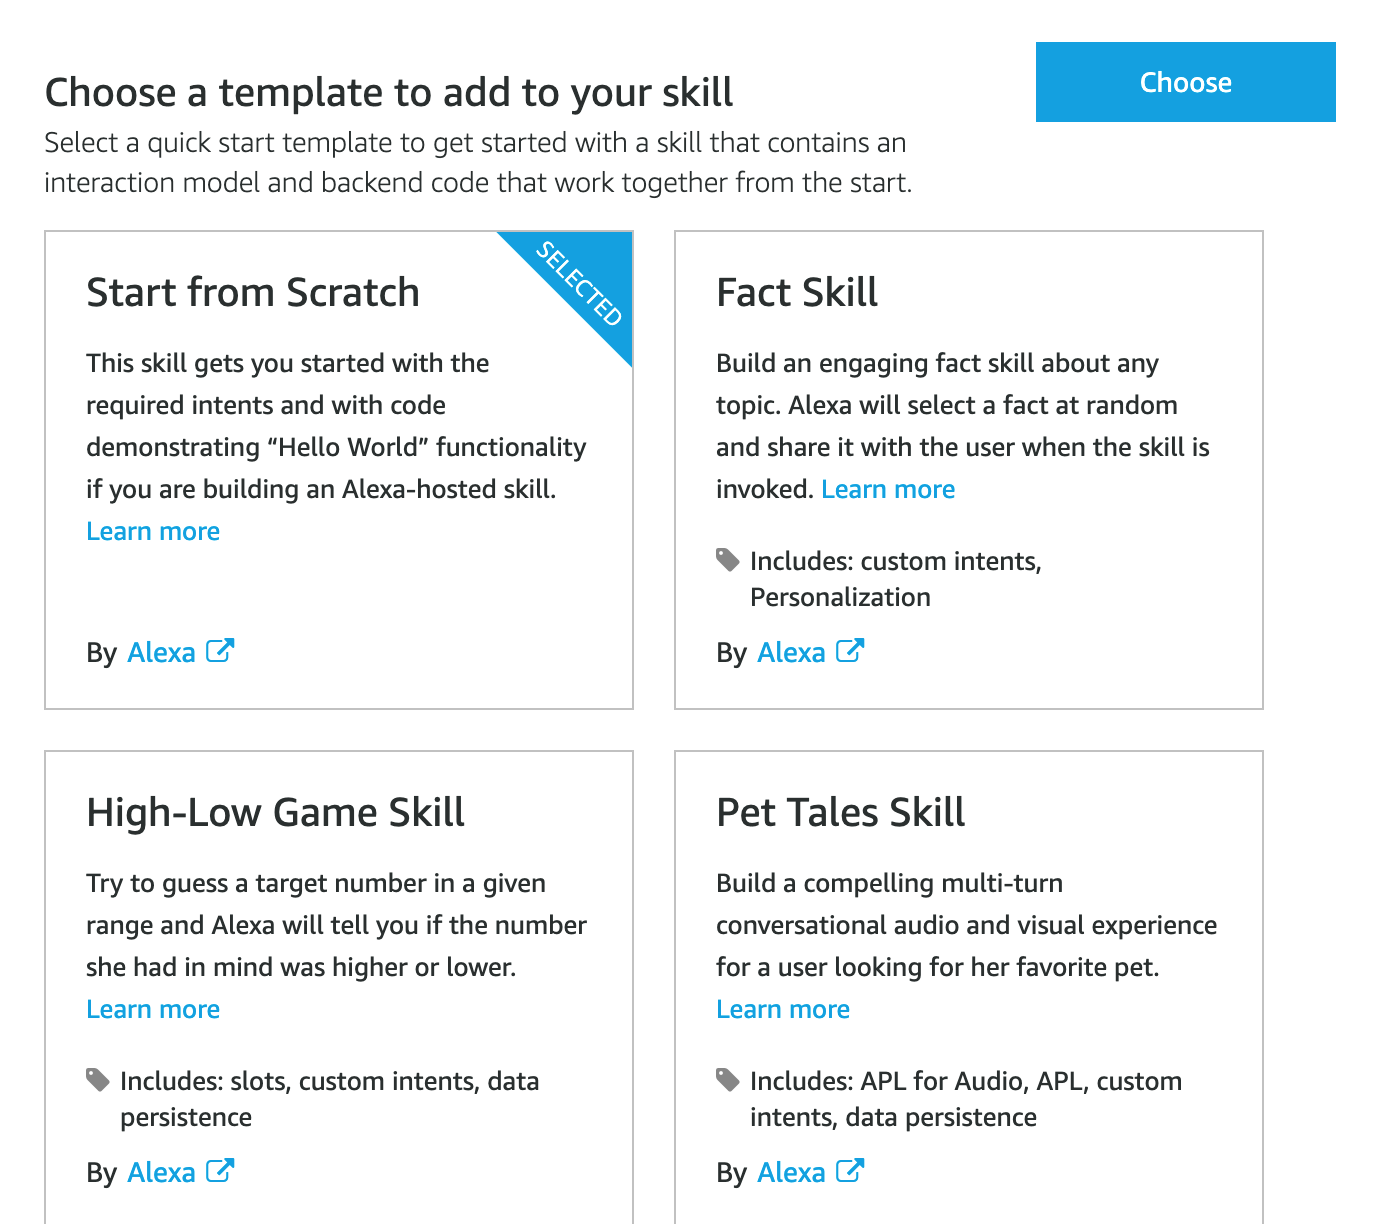 Choose a template to add to your skill
Choose
Select a quick start template to get started with a skill that contains an
interaction model and backend code that work together from the start.
Start from Scratch
SELECTED
This skill gets you started with the
required intents and with code
demonstrating “Hello World” functionality
if you are building an Alexa-hosted skill.
Learn more
By Alexa
Fact Skill
Build an engaging fact skill about any
topic. Alexa will select a fact at random
and share it with the user when the skill is
invoked. Learn more
Includes: custom intents,
Personalization
By Alexa
High-Low Game Skill
Try to guess a target number in a given
range and Alexa will tell you if the number
she had in mind was higher or lower.
Learn more
Includes: slots, custom intents, data
persistence
By Alexa
Pet Tales Skill
Build a compelling multi-turn
conversational audio and visual experience
for a user looking for her favorite pet.
Learn more
Includes: APL for Audio, APL, custom
intents, data persistence
By Alexa